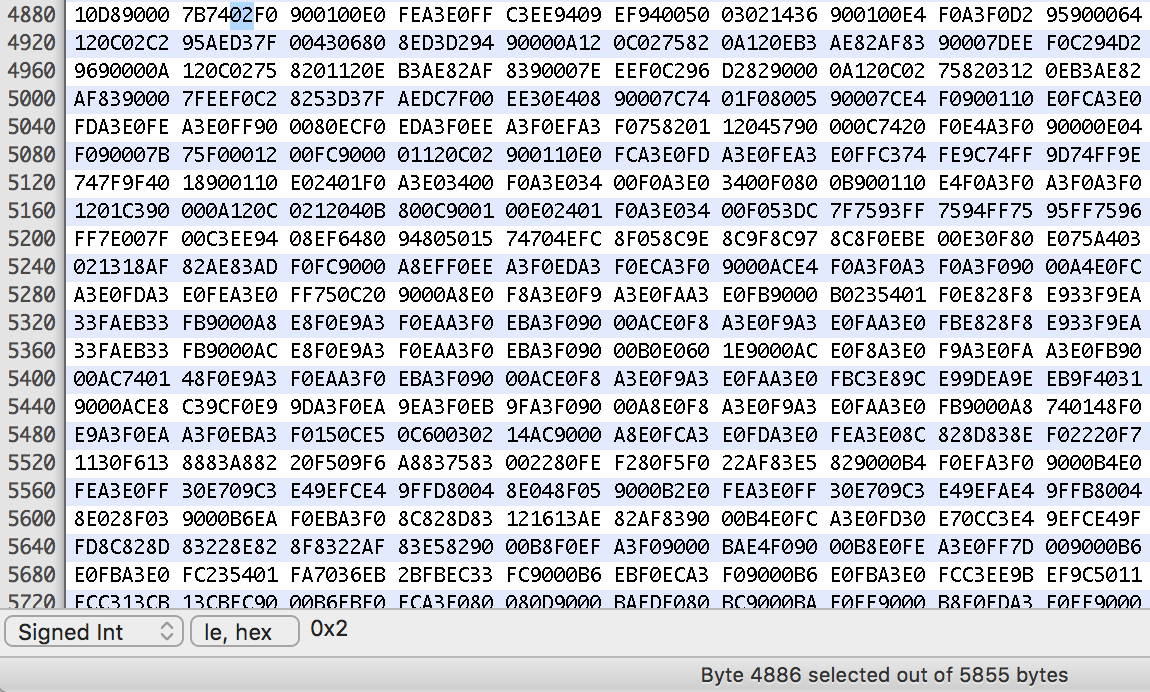 4880 10D89000 7B7402F0 900100E0 FEA3E0FF C3EE9409 EF940050 03021436 900100E4 F0A3F0D2 95900064
4920 120C02C2 95AED37F 00430680 8ED3D294 90000A12 0C027582 0A120EB3 AE82AF83 90007DEE F0C294D2
4960 9690000A 120C0275 8201120E B3AE82AF 8390007E EEF0C296 D2829000 0A120C02 75820312 0EB3AE82
5000 AF839000 7FEEF0C2 8253D37F AEDC7F00 EE30E408 90007C74 01F08005 90007CE4 F0900110 E0FCA3E0
5040 FDA3E0FE A3E0FF90 0080ECF0 EDA3F0EE A3F0EFA3 F0758201 12045790 000C7420 F0E4A3F0 90000E04
5080 F090007B 75F00012 00FC9000 01120C02 900110E0 FCA3E0FD A3E0FEA3 E0FFC374 FE9C74FF 9D74FF9E
5120 747F9F40 18900110 E02401F0 A3E03400 F0A3E034 00F0A3E0 3400F080 0B900110 E4F0A3F0 A3F0A3F0
5160 1201C390 000A120C 0212040B 800C9001 00E02401 F0A3E034 00F053DC 7F7593FF 7594FF75 95FF7596
5200 FF7E007F 00C3EE94 08EF6480 94805015 74704EFC 8F058C9E 8C9F8C97 8C8F0EBE 00E30F80 E075A403
5240 021318AF 82AE83AD F0FC9000 A8EFF0EE A3F0EDA3 F0ECA3F0 9000ACE4 F0A3F0A3 F0A3F090 00A4E0FC
5280 A3E0FDA3 E0FEA3E0 FF750C20 9000A8E0 F8A3E0F9 A3E0FAA3 E0FB9000 B0235401 F0E828F8 E933F9EA
5320 33FAEB33 FB9000A8 E8F0E9A3 F0EAA3F0 EBA3F090 00ACE0F8 A3E0F9A3 E0FAA3E0 FBE828F8 E933F9EA
5360 33FAEB33 FB9000AC E8F0E9A3 F0EAA3F0 EBA3F090 00B0E060 1E9000AC E0F8A3E0 F9A3E0FA A3E0FB90
5400 00AC7401 48F0E9A3 F0EAA3F0 EBA3F090 00ACE0F8 A3E0F9A3 E0FAA3E0 FBC3E89C E99DEA9E EB9F4031
5440 9000ACE8 C39CF0E9 9DA3F0EA 9EA3F0EB 9FA3F090 00A8E0F8 A3E0F9A3 E0FAA3E0 FB9000A8 740148F0
5480 E9A3F0EA A3F0EBA3 F0150CE5 0C600302 14AC9000 A8E0FCA3 E0FDA3E0 FEA3E08C 828D838E F02220F7
5520 1130F613 8883A882 20F509F6 A8837583 002280FE F280F5F0 22AF83E5 829000B4 F0EFA3F0 9000B4E0
5560 FEA3E0FF 30E709C3 E49EFCE4 9FFD8004 8E048F05 9000B2E0 FEA3E0FF 30E709C3 E49EFAE4 9FFB8004
5600 8E028F03 9000B6EA F0EBA3F0 8C828D83 121613AE 82AF8390 00B4E0FC A3E0FD30 E70CC3E4 9EFCE49F
5640 FD8C828D 83228E82 8F8322AF 83E58290 00B8F0EF A3F09000 BAE4F090 00B8E0FE A3E0FF7D 009000B6
5680 E0FBA3E0 FC235401 FA7036EB 2BFBEC33 FC9000B6 EBF0ECA3 F09000B6 E0FBA3E0 FCC3EE9B EF9C5011
5720 ECC313CB 13CBFC90 00B6EBF0 ECA3F080 080D9000 BAEDF080 BC9000BA E0FF9000 B8F0EDA3 F0EF9000
Signed Int le, hex 0x2
Byte 4886 selected out of 5855 bytes